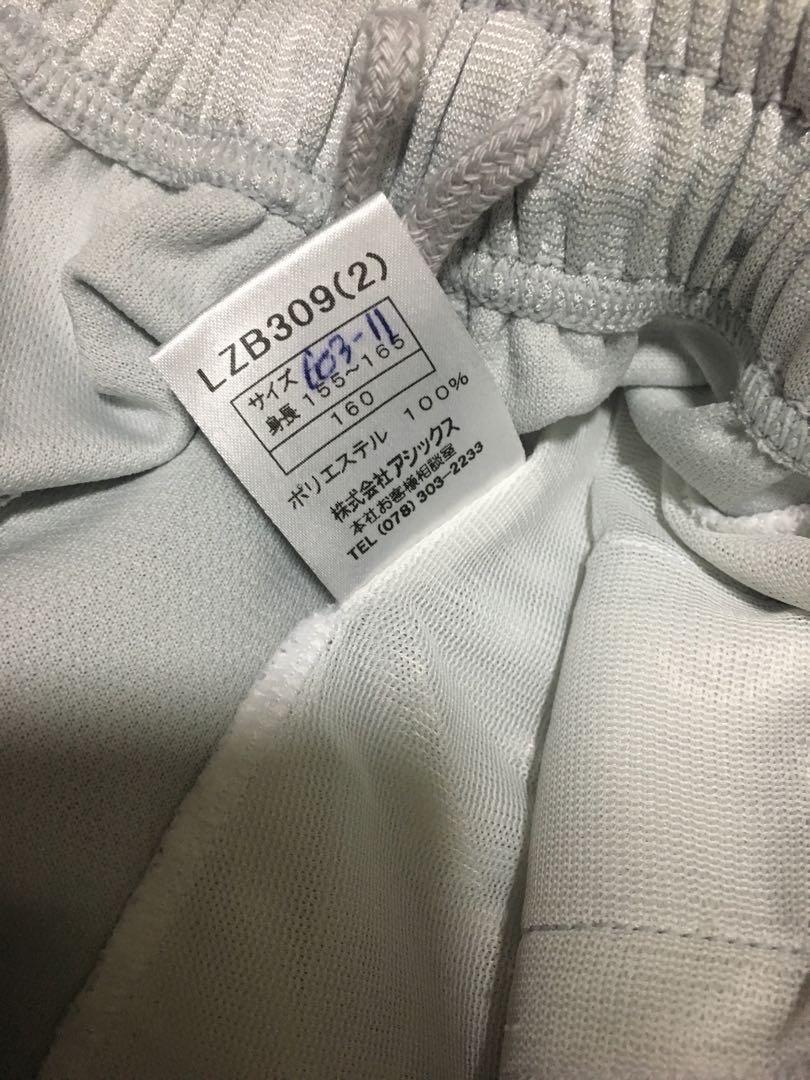 LZB309(2)
サイズ 603-11
身長 155~165
160
ポリエステル 100%
株式会社アシックス
本社お客様相談室
TEL (078) 303-2233